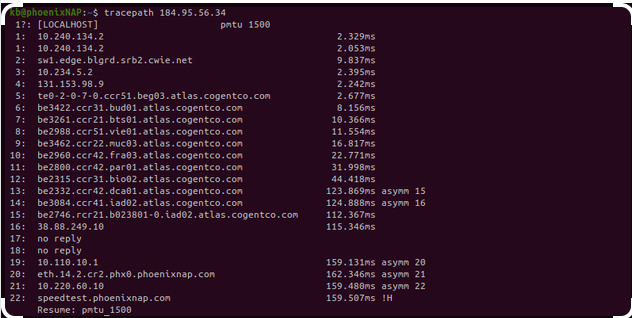 kb@phoenixNAP:~$ tracepath 184.95.56.34
1?: [LOCALHOST] pmtu 1500
1: 10.240.134.2 2.329ms
1: 10.240.134.2 2.053ms
2: sw1.edge.blgrd.srb2.cwie.net 9.837ms
3: 10.234.5.2 2.395ms
4: 131.153.98.9 2.242ms
5: te0-2-0-7-0.ccr51.beg03.atlas.cogentco.com 2.677ms
6: be3422.ccr31.bud01.atlas.cogentco.com 8.156ms
7: be3261.ccr21.bts01.atlas.cogentco.com 10.366ms
8: be2988.ccr51.vie01.atlas.cogentco.com 11.554ms
9: be3462.ccr22.muc03.atlas.cogentco.com 16.817ms
10: be2960.ccr42.fra03.atlas.cogentco.com 22.771ms
11: be2800.ccr42.par01.atlas.cogentco.com 31.998ms
12: be2315.ccr31.bio02.atlas.cogentco.com 44.418ms
13: be2332.ccr42.dca01.atlas.cogentco.com 123.869ms asymm 15
14: be3084.ccr41.iad02.atlas.cogentco.com 124.888ms asymm 16
15: be2746.rcr21.b023801-0.iad02.atlas.cogentco.com 112.367ms
16: 38.88.249.10 115.346ms
17: no reply
18: no reply
19: 10.110.10.1 159.131ms asymm 20
20: eth.14.2.cr2.phx0.phoenixnap.com 162.346ms asymm 21
21: 10.220.60.10 159.480ms asymm 22
22: speedtest.phoenixnap.com 159.507ms !H
Resume: pmtu_1500